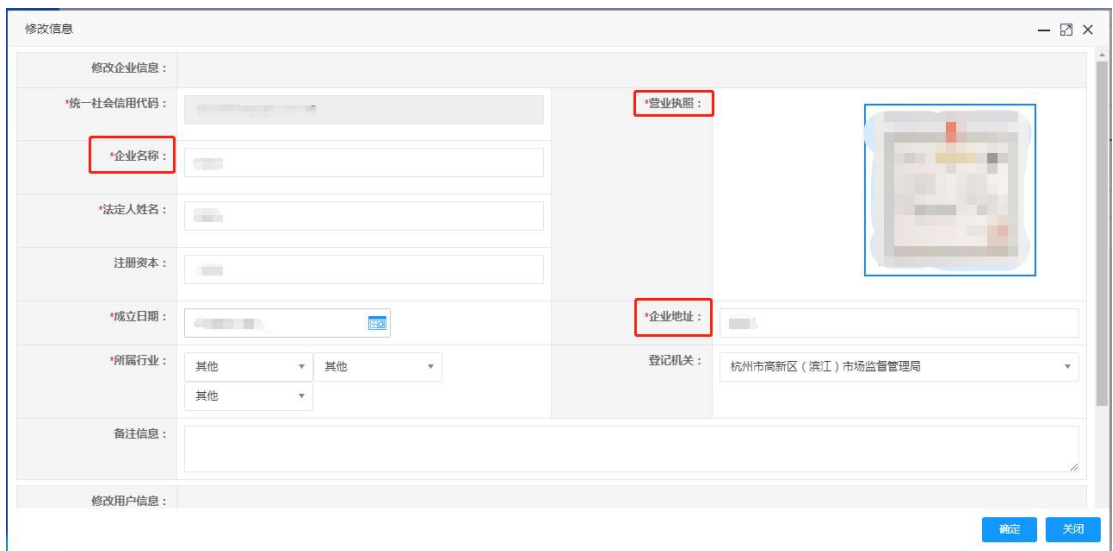 修改信息
修改企业信息：
*统一社会信用代码：
*营业执照：
*企业名称：
*法定人姓名：
注册资本：
*成立日期：
*企业地址：
*所属行业：
其他
其他
其他
登记机关：
杭州市高新区（滨江）市场监督管理局
备注信息：
修改用户信息：
确定
关闭